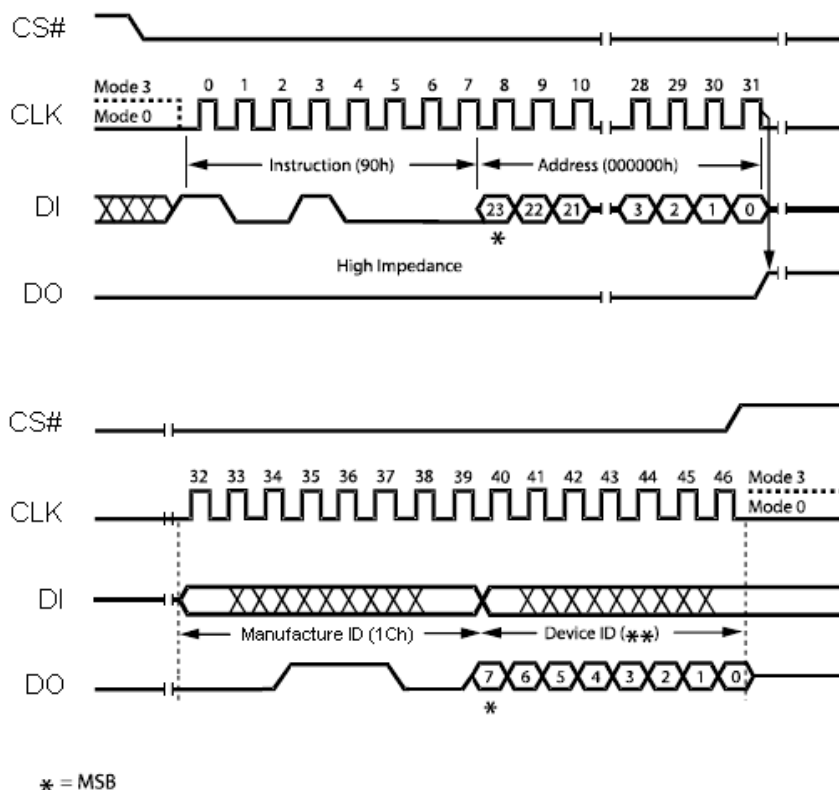 CS#
0 1 2 3 4 5 6 7 8 9 10 28 29 30 31
Mode 3
CLK
Mode 0
Instruction (90h) Address (000000h)
DI
23 22 21 3 2 1 0
*
High Impedance
DO
CS#
32 33 34 35 36 37 38 39 40 41 42 43 44 45 46
Mode 3
CLK
Mode 0
DI
Manufacture ID (1Ch) Device ID (**)
DO
7 6 5 4 3 2 1 0
*
* = MSB